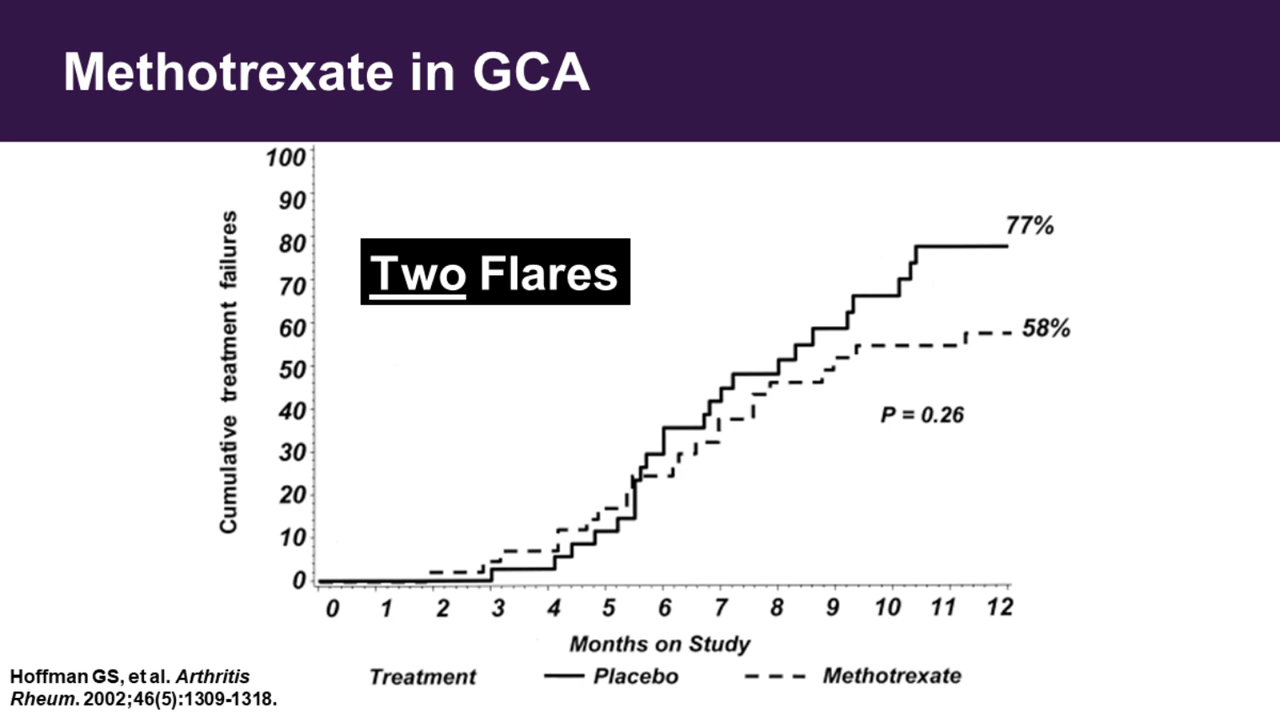 Methotrexate in GCA
Cumulative treatment failures
100
90
80
70
60
50
40
30
20
10
0
Two Flares
77%
58%
P = 0.26
0 1 2 3 4 5 6 7 8 9 10 11 12
Months on Study
Treatment Placebo Methotrexate
Hoffman GS, et al. Arthritis
Rheum. 2002;46(5):1309-1318.